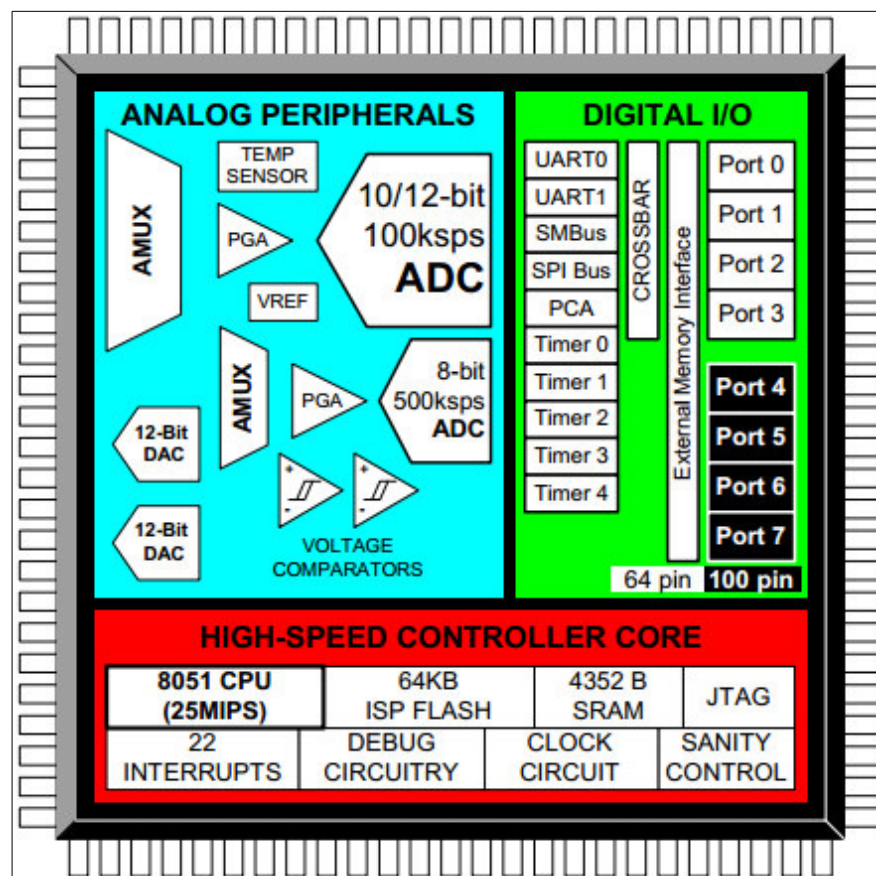 ANALOG PERIPHERALS
AMUX
TEMP
SENSOR
PGA
VREF
10/12-bit
100ksps
ADC
AMUX
PGA
8-bit
500ksps
ADC
12-Bit
DAC
12-Bit
DAC
+
-
+
-
VOLTAGE
COMPARATORS
DIGITAL I/O
UART0
UART1
SMBus
SPI Bus
PCA
Timer 0
Timer 1
Timer 2
Timer 3
Timer 4
CROSSBAR
External Memory Interface
Port 0
Port 1
Port 2
Port 3
Port 4
Port 5
Port 6
Port 7
64 pin 100 pin
HIGH-SPEED CONTROLLER CORE
8051 CPU
(25MIPS)
64KB
ISP FLASH
4352 B
SRAM
JTAG
22
INTERRUPTS
DEBUG
CIRCUITRY
CLOCK
CIRCUIT
SANITY
CONTROL